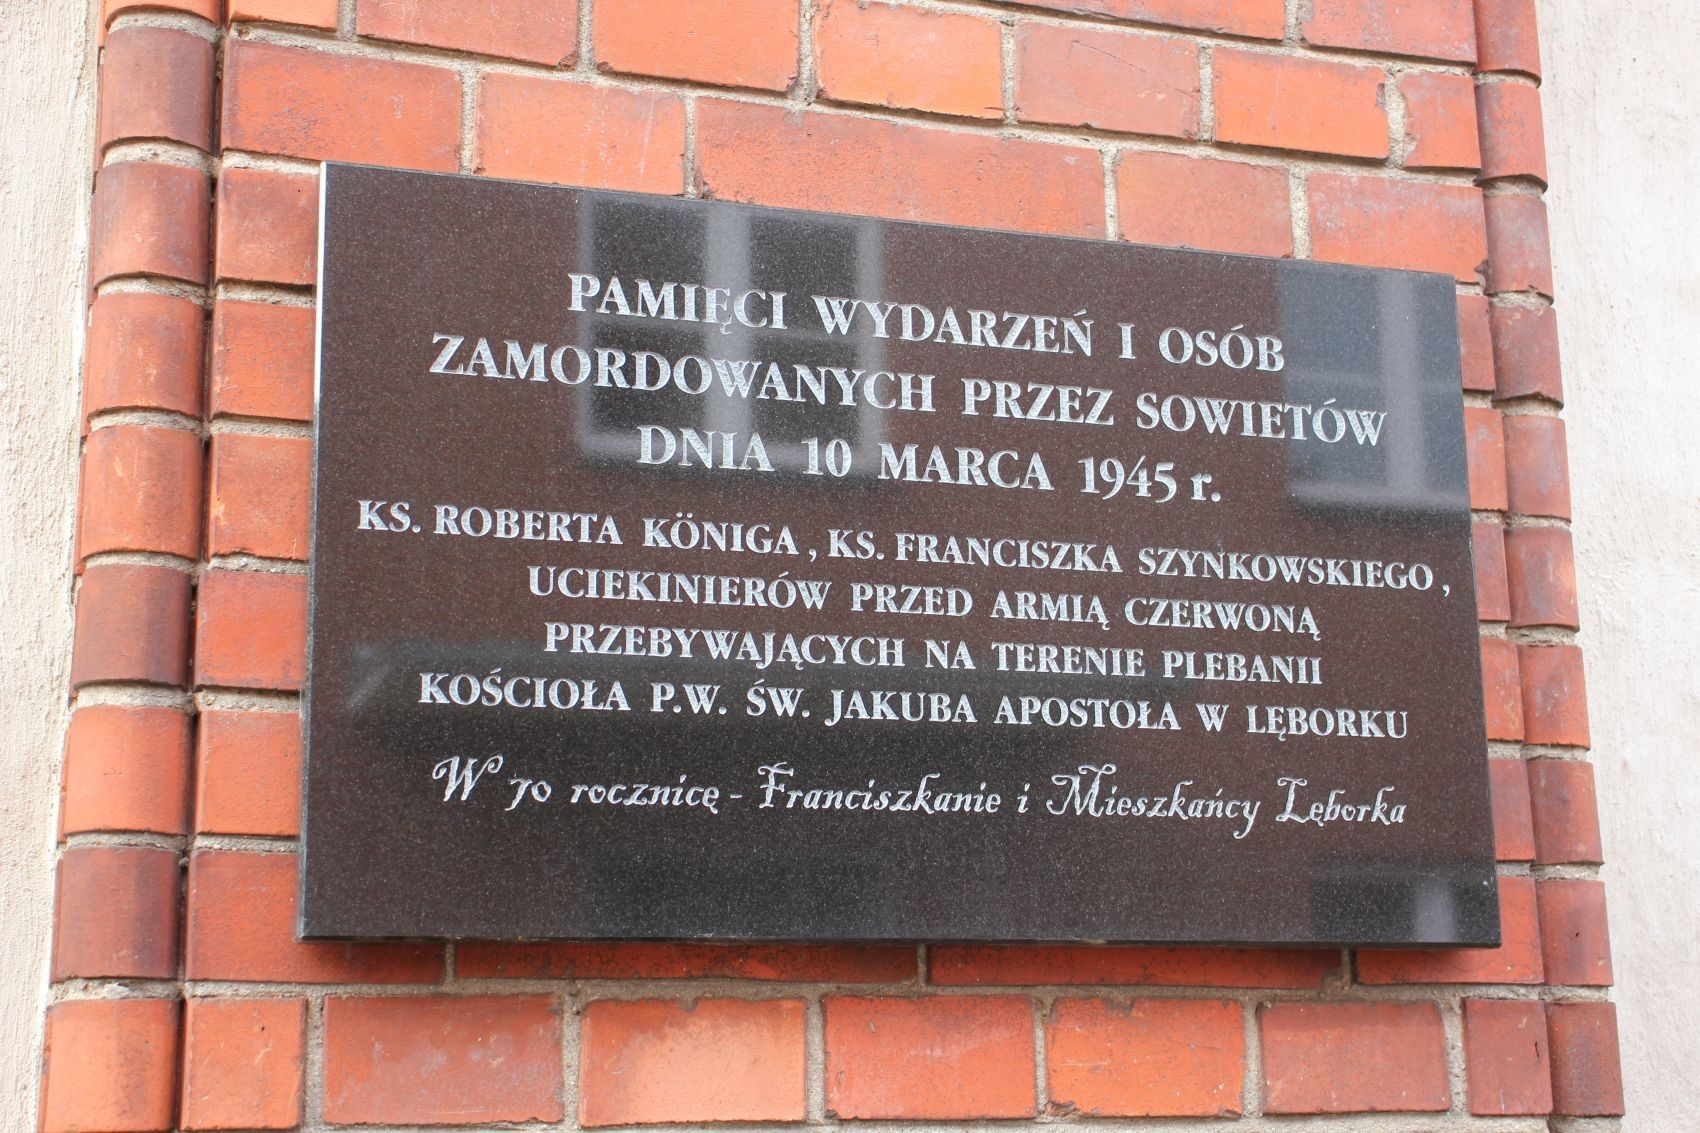 PAMIĘCI WYDARZEŃ I OSÓB
ZAMORDOWANYCH PRZEZ SOWIETÓW
DNIA 10 MARCA 1945 r.
KS. ROBERTA KÖNIGA, KS. FRANCISZKA SZYNKOWSKIEGO,
UCIEKINIERÓW PRZED ARMIĄ CZERWONĄ
PRZEBYWAJĄCYCH NA TERENIE PLEBANII
KOŚCIOŁA P.W. ŚW. JAKUBA APOSTOŁA W LĘBORKU
W 70 rocznicę - Franciszkanie i Mieszkańcy Lęborka